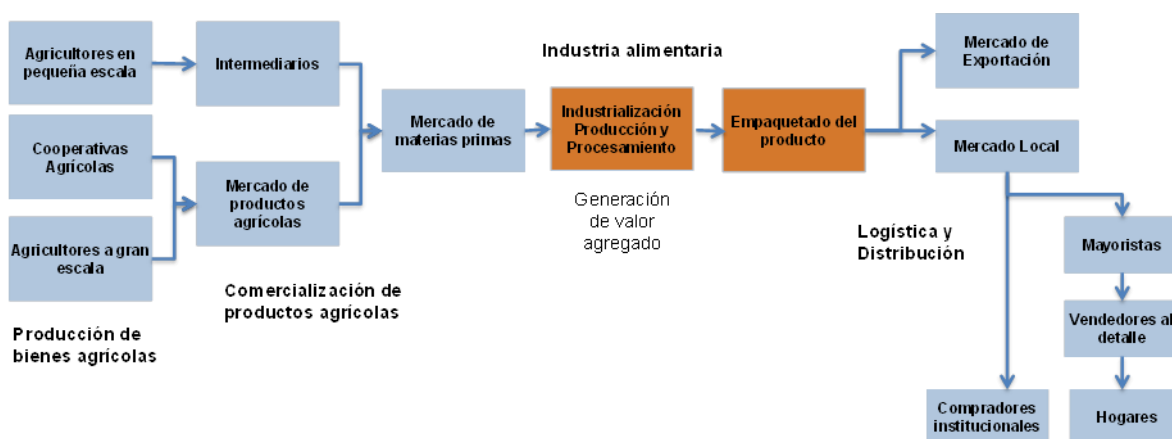 Agricultores en
pequeña escala
Intermediarios
Cooperativas
Agrícolas
Mercado de
productos
agrícolas
Agricultores a gran
escala
Producción de
bienes agrícolas
Comercialización de
productos agrícolas
Mercado de
materias primas
Industria alimentaria
Industrialización
Producción y
Procesamiento
Generación
de valor
agregado
Empaquetado del
producto
Mercado de
Exportación
Mercado Local
Logística y
Distribución
Mayoristas
Vendedores al
detalle
Compradores
institucionales
Hogares